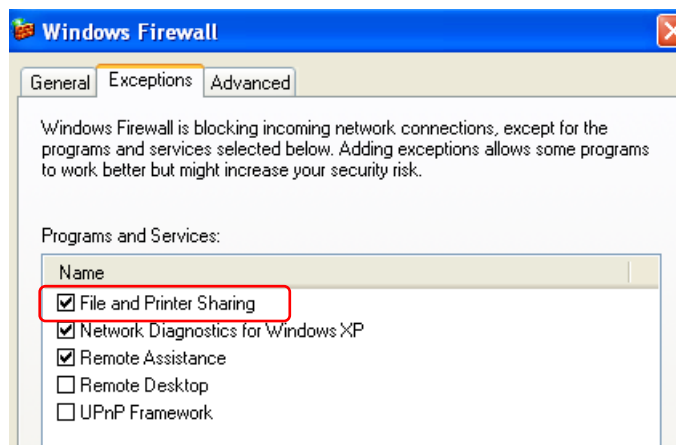 Windows Firewall
General Exceptions Advanced
Windows Firewall is blocking incoming network connections, except for the
programs and services selected below. Adding exceptions allows some programs
to work better but might increase your security risk.
Programs and Services:
Name
File and Printer Sharing
Network Diagnostics for Windows XP
Remote Assistance
Remote Desktop
UPnP Framework